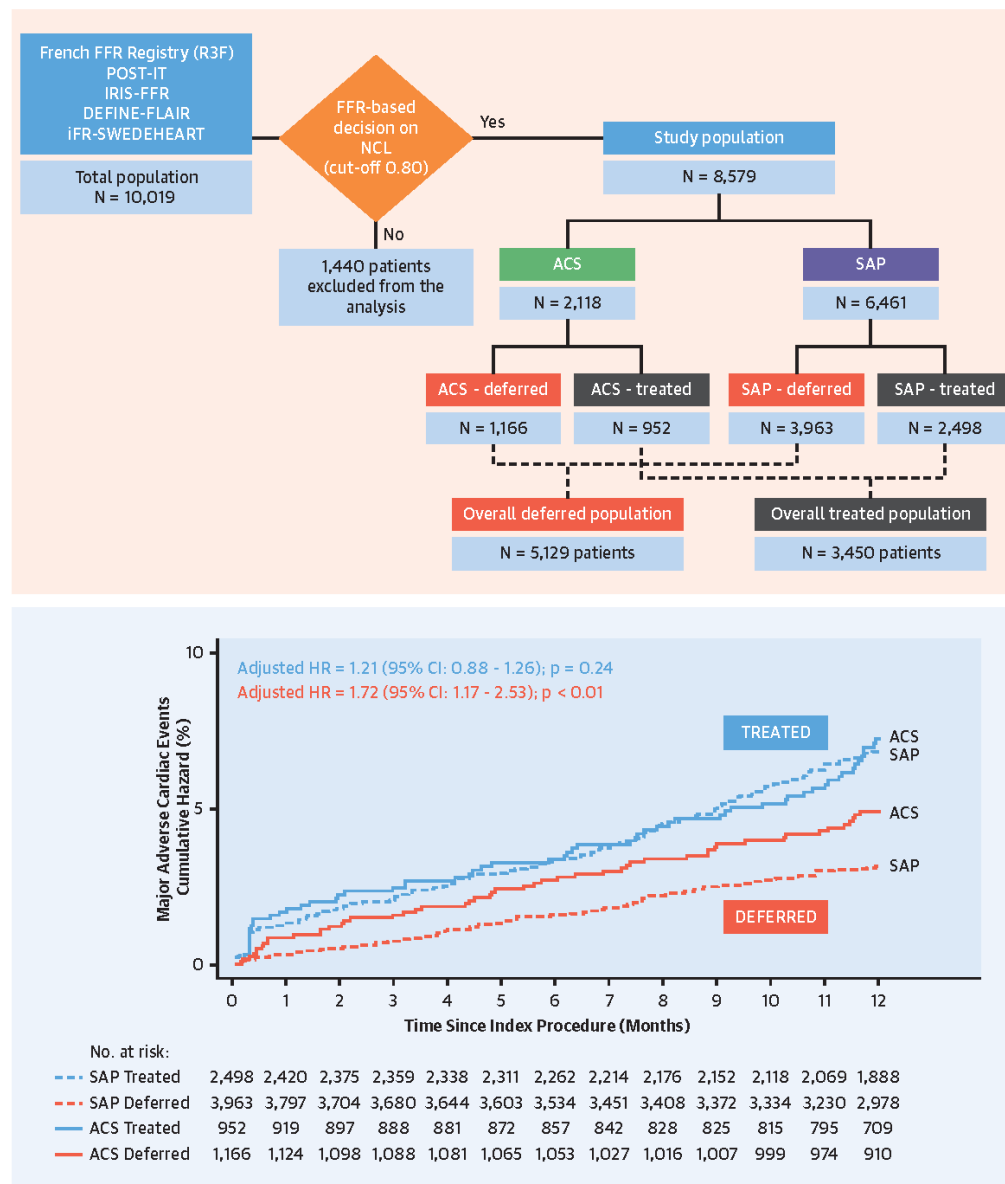 French FFR Registry (R3F)
POST-IT
IRIS-FFR
DEFINE-FLAIR
iFR-SWEDEHEART
Total population
N = 10,019
FFR-based
decision on
NCL
(cut-off 0.80)
Yes
No
1,440 patients
excluded from the
analysis
Study population
N = 8,579
ACS
N = 2,118
SAP
N = 6,461
ACS - deferred
N = 1,166
ACS - treated
N = 952
SAP - deferred
N = 3,963
SAP - treated
N = 2,498
Overall deferred population
N = 5,129 patients
Overall treated population
N = 3,450 patients
Major Adverse Cardiac Events
Cumulative Hazard (%)
10
5
0
Adjusted HR = 1.21 (95% CI: 0.88 - 1.26); p = 0.24
Adjusted HR = 1.72 (95% CI: 1.17 - 2.53); p < 0.01
TREATED
ACS
SAP
ACS
SAP
DEFERRED
0 1 2 3 4 5 6 7 8 9 10 11 12
Time Since Index Procedure (Months)
No. at risk:
SAP Treated 2,498 2,420 2,375 2,359 2,338 2,311 2,262 2,214 2,176 2,152 2,118 2,069 1,888
SAP Deferred 3,963 3,797 3,704 3,680 3,644 3,603 3,534 3,451 3,408 3,372 3,334 3,230 2,978
ACS Treated 952 919 897 888 881 872 857 842 828 825 815 795 709
ACS Deferred 1,166 1,124 1,098 1,088 1,081 1,065 1,053 1,027 1,016 1,007 999 974 910